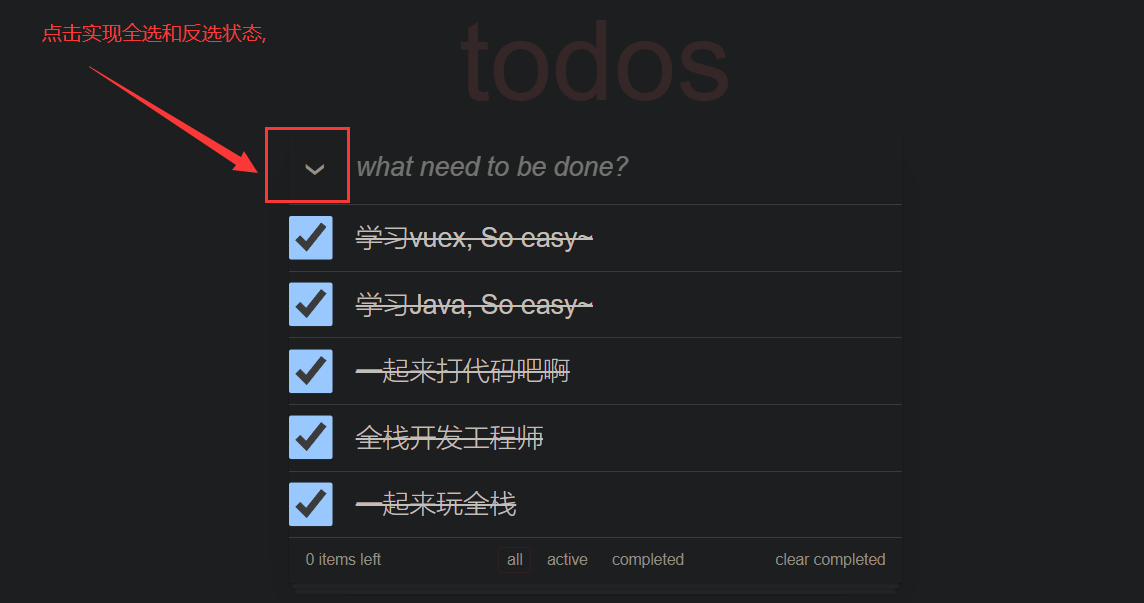 点击实现全选和反选状态,
todos
what need to be done?
学习vuex, So easy~
学习Java, So easy~
一起来打代码吧啊
全栈开发工程师
一起来玩全栈
0 items left all active completed clear completed